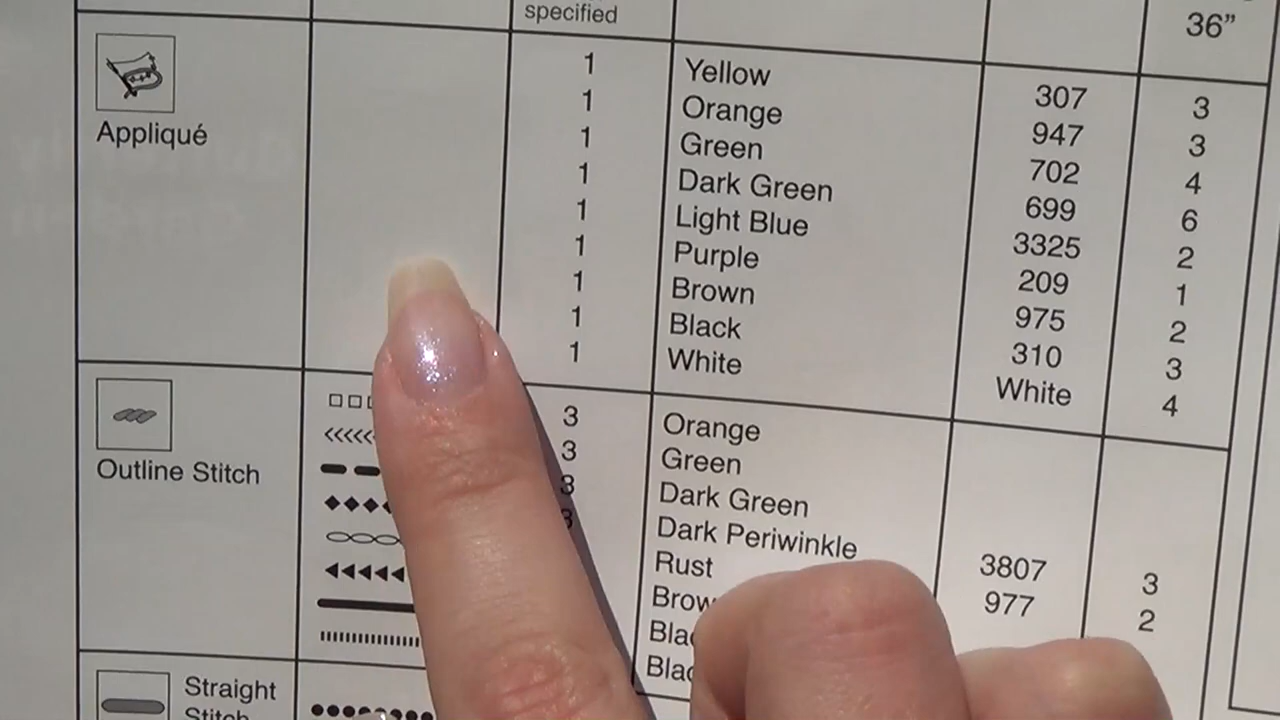 specified
36”
Appliqué
1 Yellow 307 3
1 Orange 947 3
1 Green 702 4
1 Dark Green 699 6
1 Light Blue 3325 2
1 Purple 209 1
1 Brown 975 2
1 Black 310 3
1 White White 4
Outline Stitch
3 Orange
3 Green
3 Dark Green
3 Dark Periwinkle 3807 3
Rust 977 2
Straight
Stitch